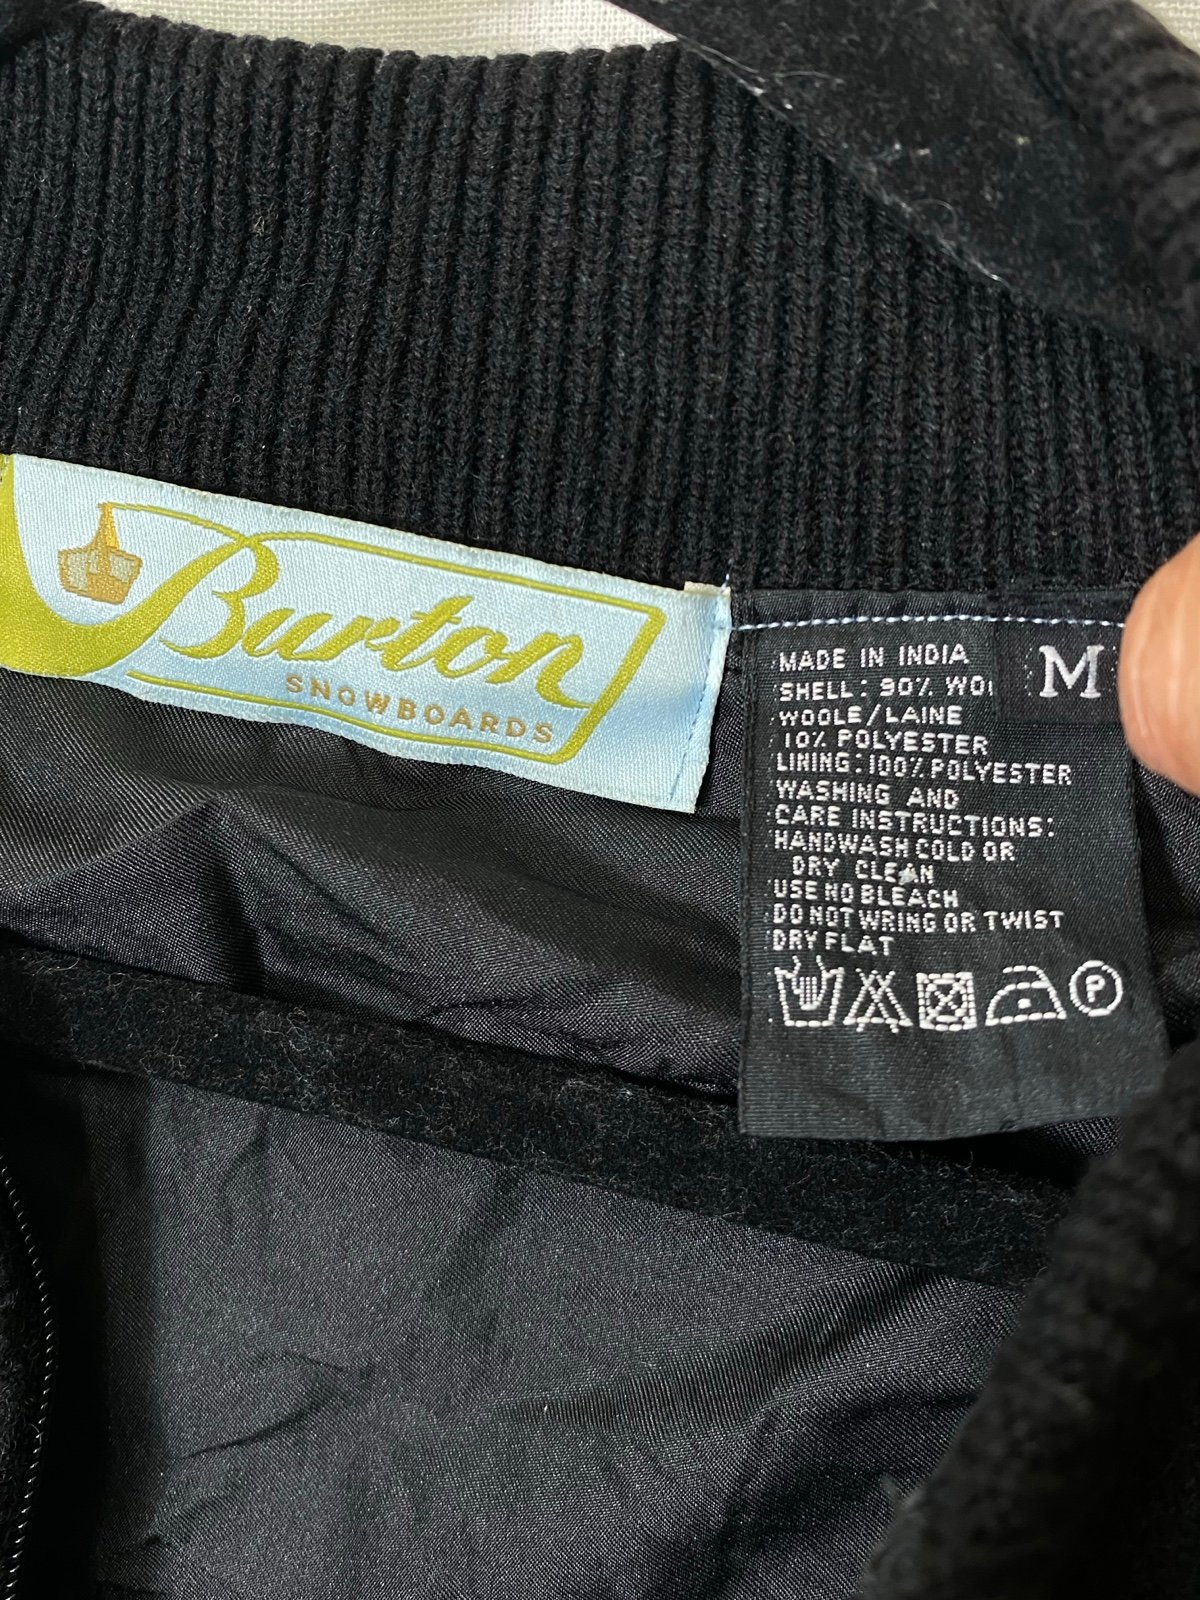 Burton
SNOWBOARDS
M
MADE IN INDIA
SHELL: 90%
WOOLE/LAINE
10% POLYESTER
LINING: 100% POLYESTER
WASHING AND
CARE INSTRUCTIONS:
HANDWASH COLD OR
DRY CLEAN
USE NO BLEACH
DO NOT WRING OR TWIST
DRY FLAT
P